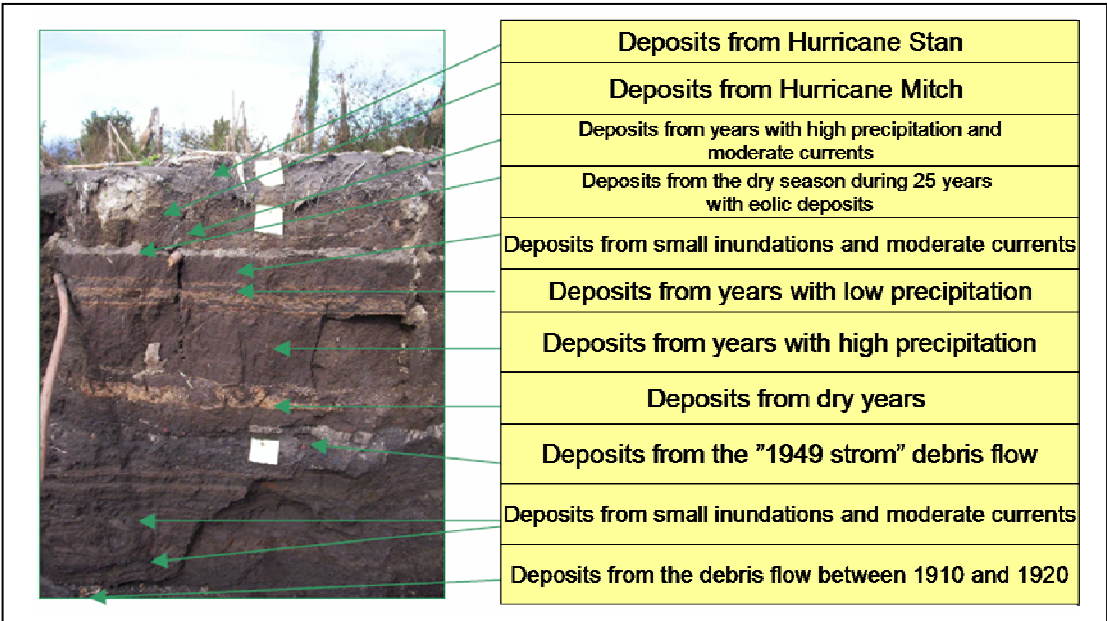 Deposits from Hurricane Stan
Deposits from Hurricane Mitch
Deposits from years with high precipitation and
moderate currents
Deposits from the dry season during 25 years
with eolic deposits
Deposits from small inundations and moderate currents
Deposits from years with low precipitation
Deposits from years with high precipitation
Deposits from dry years
Deposits from the ”1949 strom” debris flow
Deposits from small inundations and moderate currents
Deposits from the debris flow between 1910 and 1920